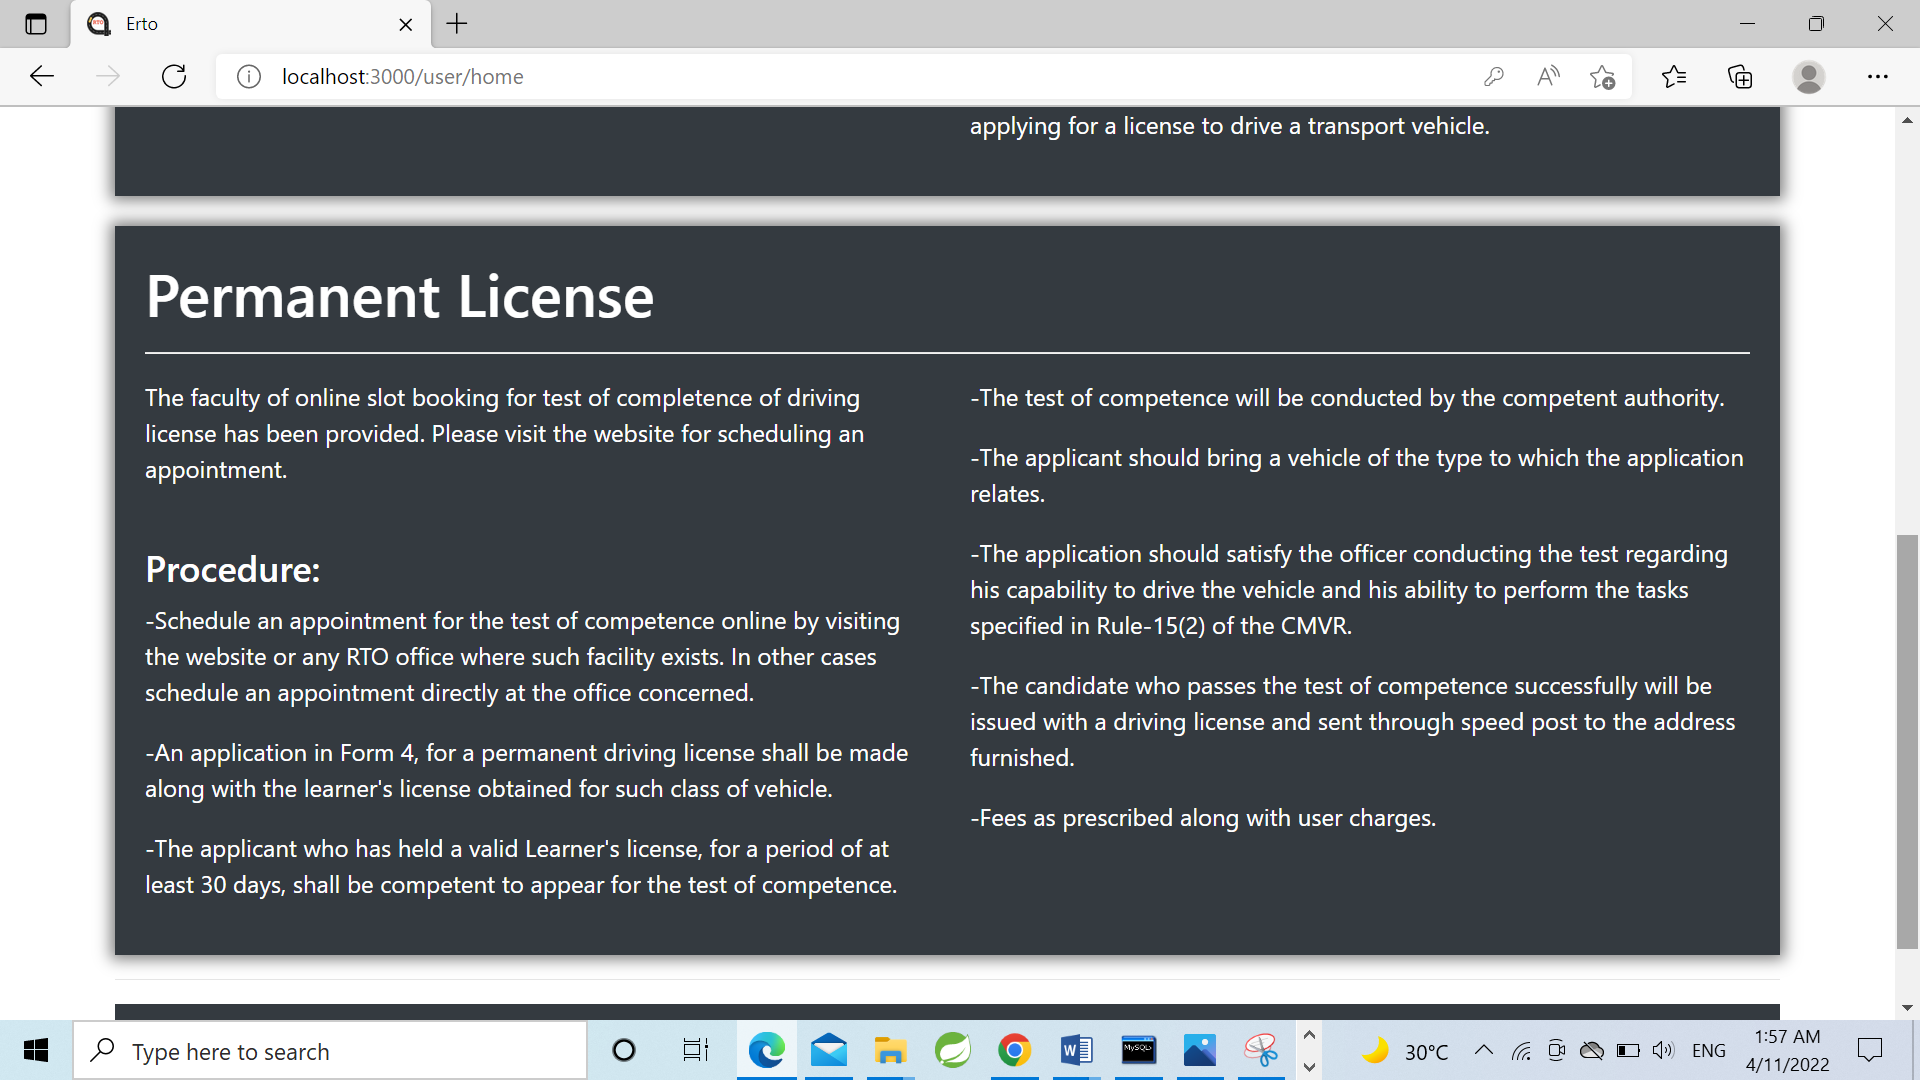 Erto
localhost:3000/user/home
applying for a license to drive a transport vehicle.
Permanent License
The faculty of online slot booking for test of completence of driving
license has been provided. Please visit the website for scheduling an
appointment.
Procedure:
-Schedule an appointment for the test of competence online by visiting
the website or any RTO office where such facility exists. In other cases
schedule an appointment directly at the office concerned.
-An application in Form 4, for a permanent driving license shall be made
along with the learner's license obtained for such class of vehicle.
-The applicant who has held a valid Learner's license, for a period of at
least 30 days, shall be competent to appear for the test of competence.
-The test of competence will be conducted by the competent authority.
-The applicant should bring a vehicle of the type to which the application
relates.
-The application should satisfy the officer conducting the test regarding
his capability to drive the vehicle and his ability to perform the tasks
specified in Rule-15(2) of the CMVR.
-The candidate who passes the test of competence successfully will be
issued with a driving license and sent through speed post to the address
furnished.
-Fees as prescribed along with user charges.
Type here to search
MySQL
30°C
ENG
1:57 AM
4/11/2022